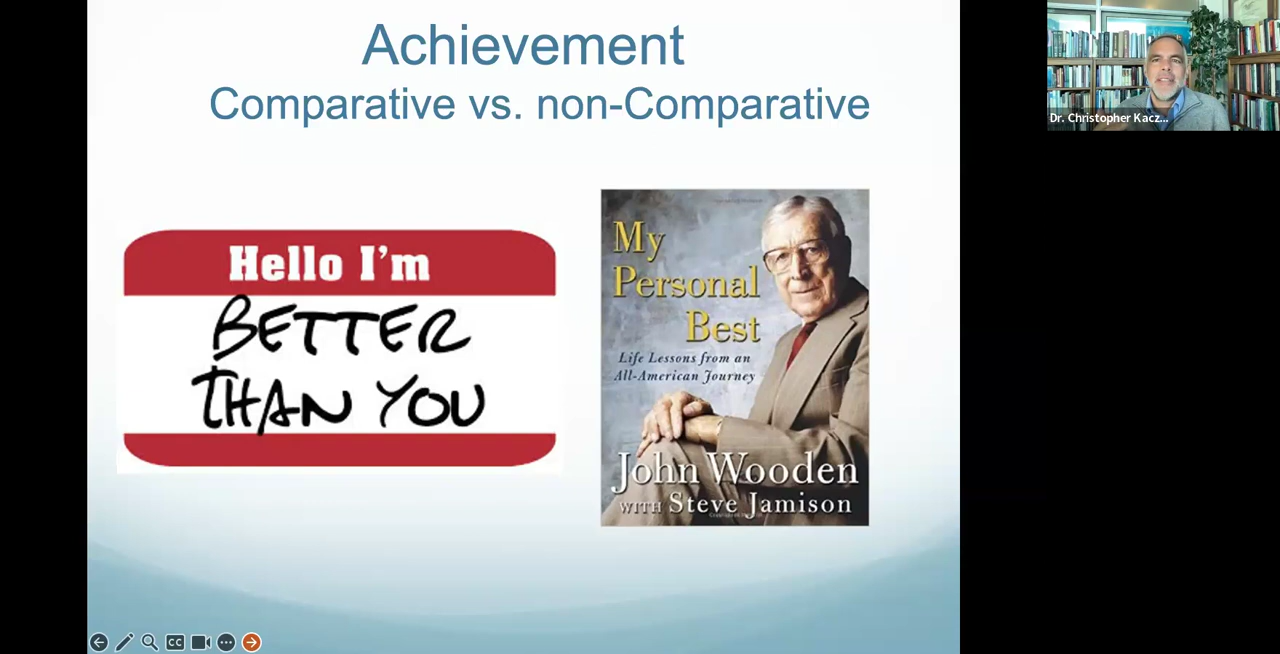 Achievement
Comparative vs. non-Comparative
Hello I'm
BETTER
THAN YOU
My
Personal
Best
Life Lessons from an
All-American Journey
John Wooden
WITH Steve Jamison
CC
Dr. Christopher Kacz...